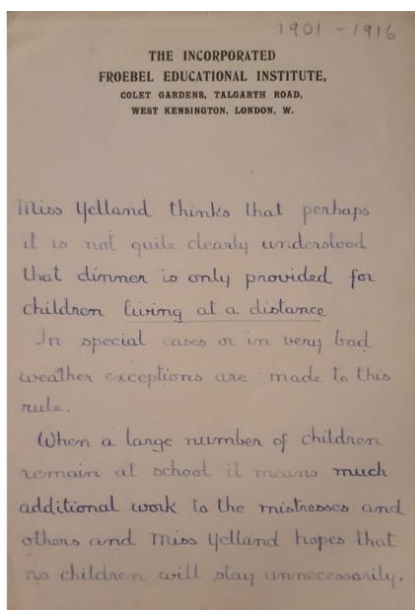 1901 - 1916
THE INCORPORATED
FROEBEL EDUCATIONAL INSTITUTE,
COLET GARDENS, TALGARTH ROAD,
WEST KENSINGTON, LONDON, W.
Miss Yelland thinks that perhaps
it is not quite clearly understood
that dinner is only provided for
children living at a distance
In special cases or in very bad
weather exceptions are made to this
rule.
When a large number of children
remain at school it means much
additional work to the mistresses and
others and Miss Yelland hopes that
no children will stay unnecessarily.